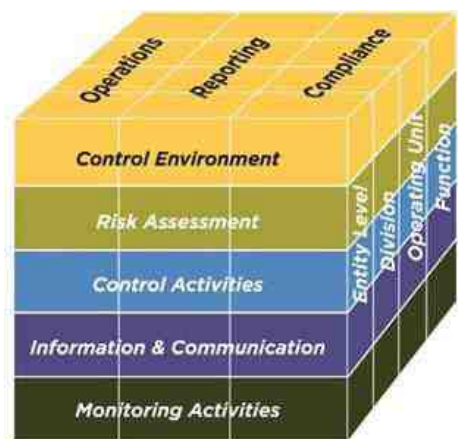 Operations
Reporting
Compliance
Control Environment
Risk Assessment
Control Activities
Information & Communication
Monitoring Activities
Entity Level
Division
Operating Unit
Function